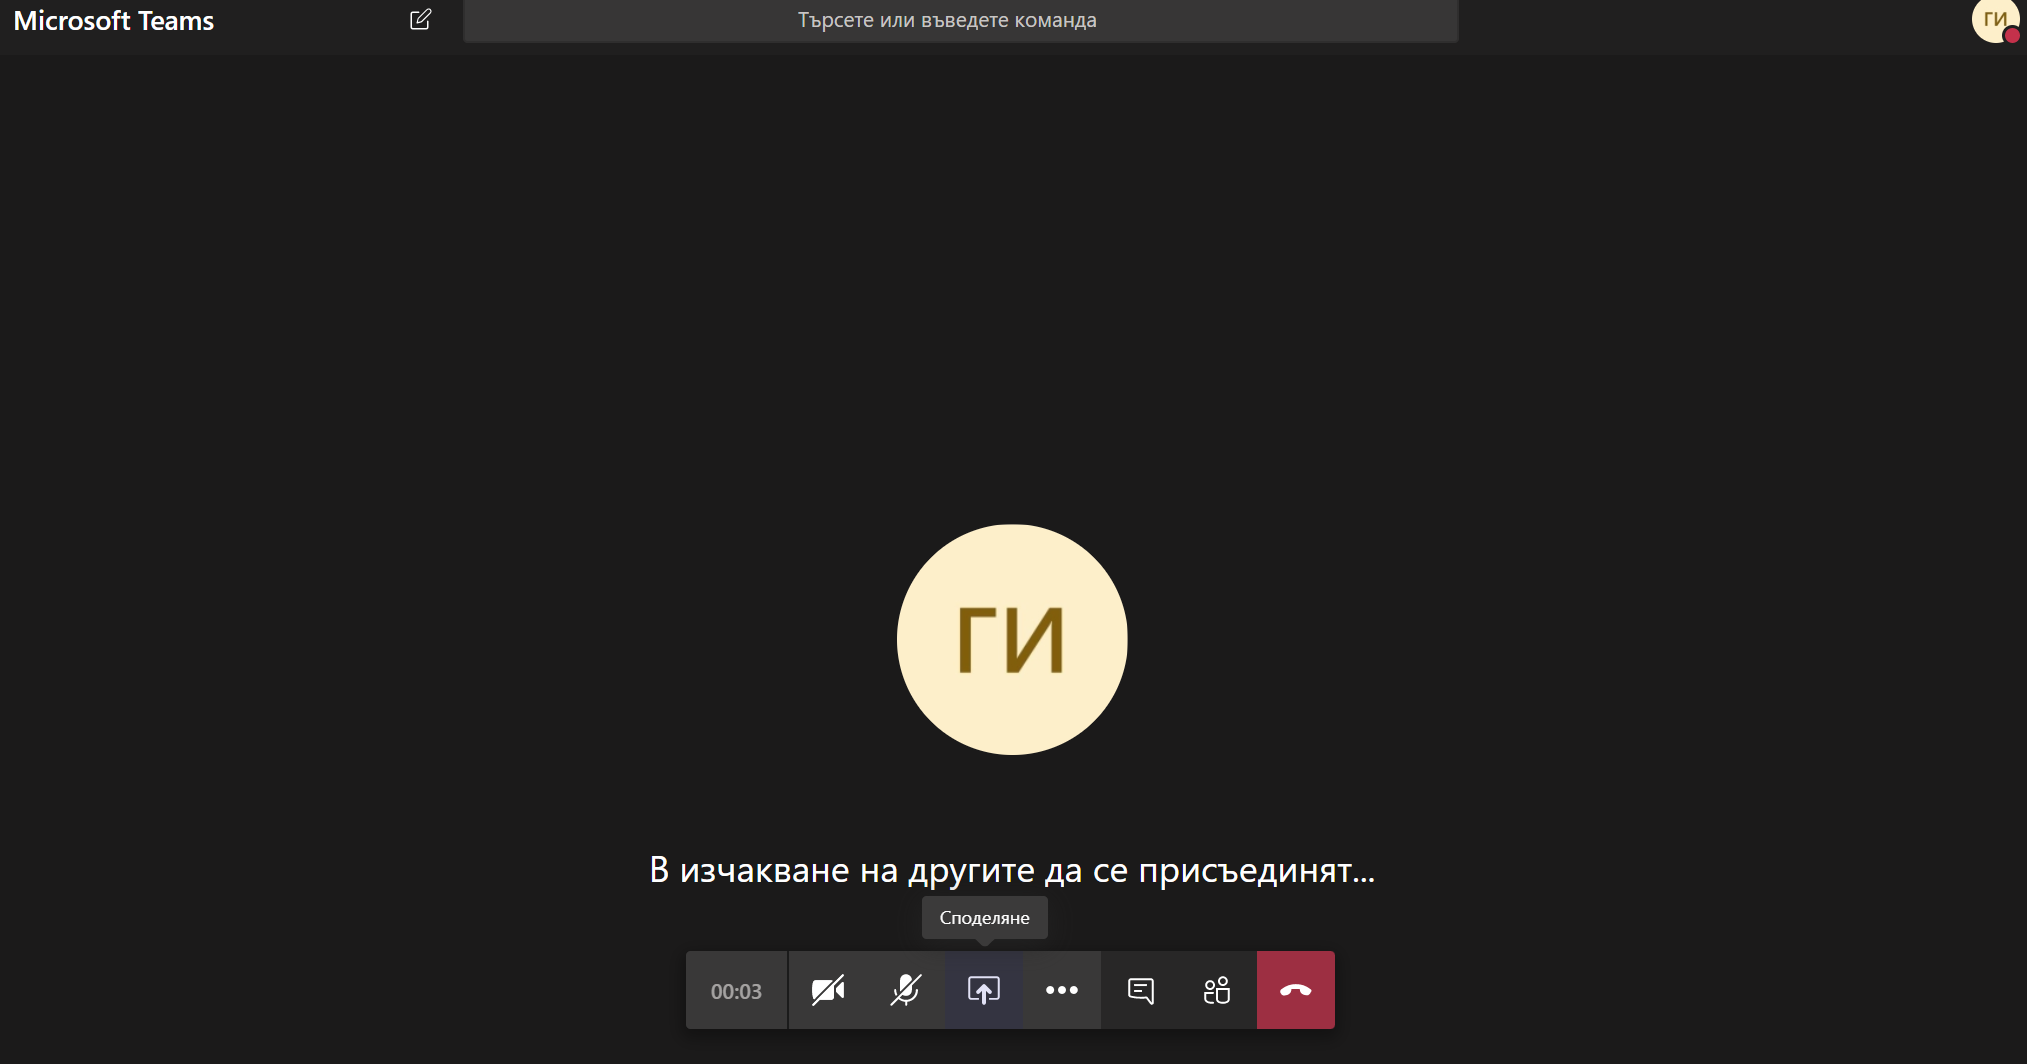 Microsoft Teams
Търсете или въведете команда
ГИ
ГИ
В изчакване на другите да се присъединят...
Споделяне
00:03